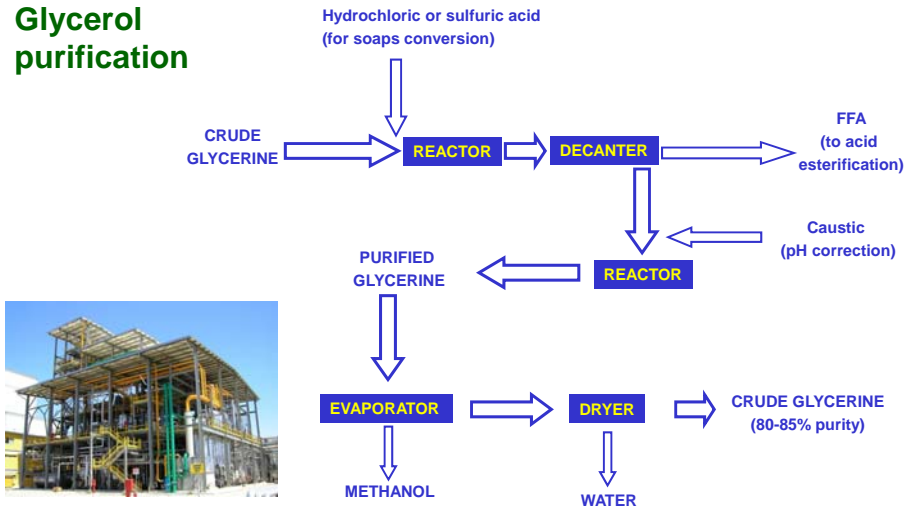 Glycerol
purification
Hydrochloric or sulfuric acid
(for soaps conversion)
CRUDE
GLYCERINE
REACTOR
DECANTER
FFA
(to acid
esterification)
Caustic
(pH correction)
REACTOR
PURIFIED
GLYCERINE
EVAPORATOR
DRYER
CRUDE GLYCERINE
(80-85% purity)
METHANOL
WATER